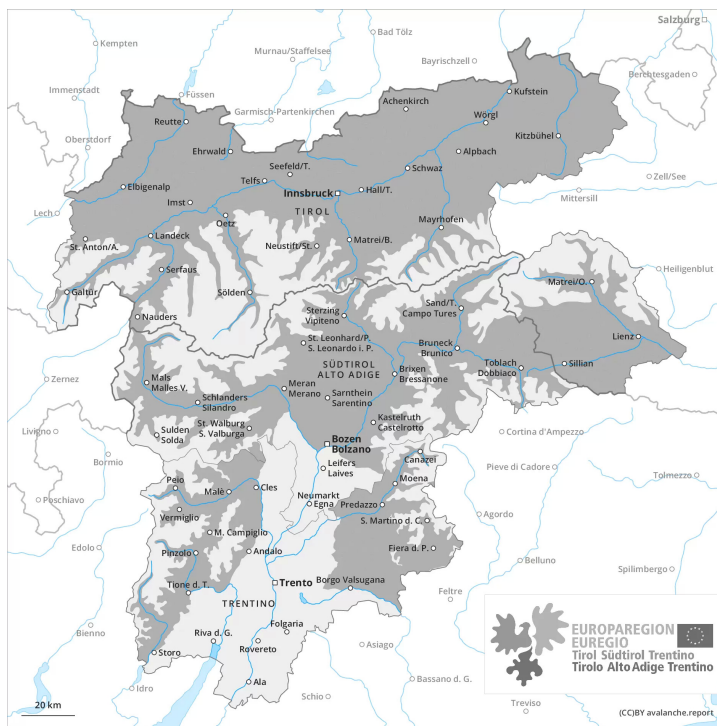 Salzburg
Kempten
Bad Tölz
Murnau/Staffelsee
Bayrischzell
Berchtesgaden
Immenstadt
Füssen
Garmisch-Partenkirchen
Achenkirch
Kufstein
Oberstdorf
Reutte
Wörgl
Ehrwald
Kitzbühel
Alpbach
Seefeld/T.
Telfs
Schwaz
Zell/See
Elbigenalp
Innsbruck
Hall/T.
Mittersill
Lech
Imst
TIROL
Oetz
Mayrhofen
St. Anton/A.
Landeck
Neustift/St.
Matrei/B.
Serfaus
Heiligenblut
Galtür
Sölden
Matrei/O.
Nauders
Sterzing
Vipiteno
Sand/T.
Campo Tures
St. Leonhard/P.
S. Leonardo i. P.
Bruneck
Brunico
Lienz
Toblach
Dobbiaco
Sillian
SÜDTIROL
ALTO ADIGE
Brixen
Bressanone
Zernez
Mals
Malles V.
Meran
Merano
Sarnthein
Sarentino
Schlanders
Silandro
St. Walburg
S. Valburga
Kastelruth
Castelrotto
Livigno
Sulden
Solda
Bozen
Bolzano
Cortina d'Ampezzo
Bormio
Canazei
Leifers
Laives
Pieve di Cadore
Tolmezzo
Poschiavo
Peio
Malè
Cles
Moena
Neumarkt
Egna
Predazzo
Vermiglio
Agordo
S. Martino d. C.
M. Campiglio
Edolo
Pinzolo
Andalo
Fiera d. P.
Belluno
Spilimbergo
Tione d. T.
Trento
Borgo Valsugana
Feltre
TRENTINO
Bienno
Folgaria
Riva d. G.
Rovereto
Asiago
Storo
Idro
Ala
Bassano d. G.
Schio
Treviso
EUROPAREGION
EUREGIO
Tirol Südtirol Trentino
Tirolo Alto Adige Trentino
20 km
(CC)BY avalanche.report